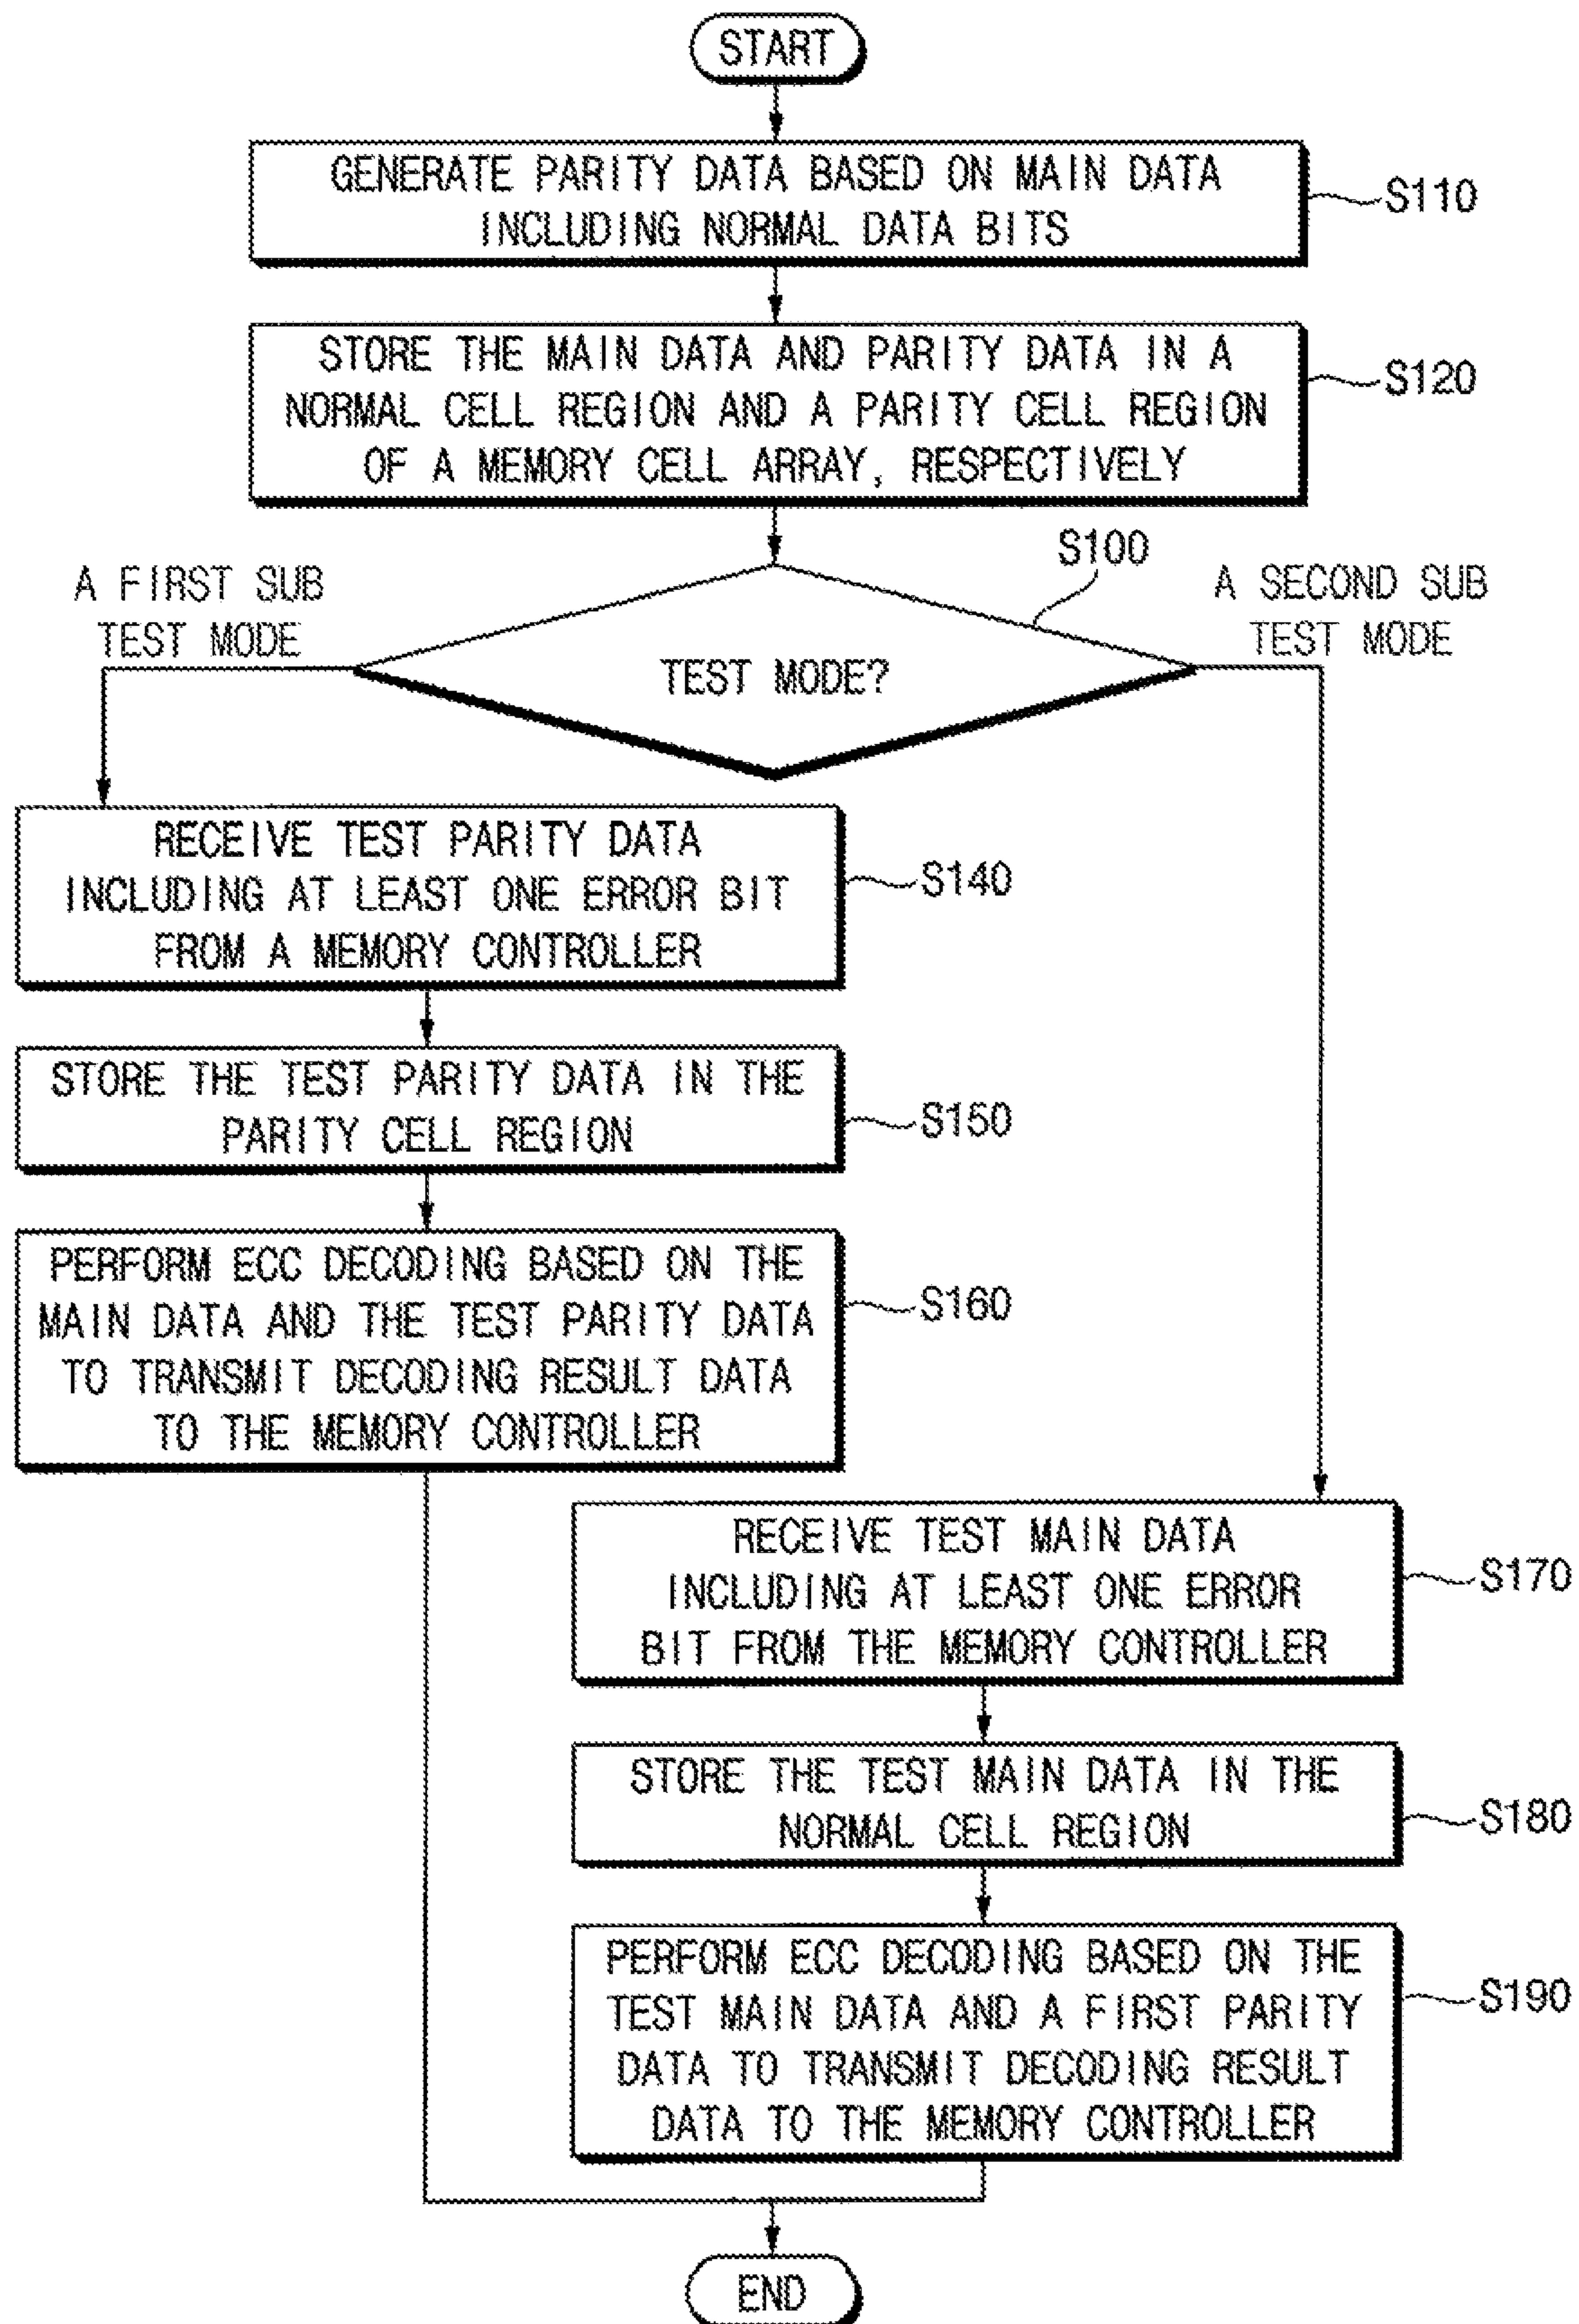 START
GENERATE PARITY DATA BASED ON MAIN DATA
INCLUDING NORMAL DATA BITS
S110
STORE THE MAIN DATA AND PARITY DATA IN A
NORMAL CELL REGION AND A PARITY CELL REGION
OF A MEMORY CELL ARRAY, RESPECTIVELY
S120
S100
A FIRST SUB
TEST MODE
TEST MODE?
A SECOND SUB
TEST MODE
RECEIVE TEST PARITY DATA
INCLUDING AT LEAST ONE ERROR BIT
FROM A MEMORY CONTROLLER
S140
STORE THE TEST PARITY DATA IN THE
PARITY CELL REGION
S150
PERFORM ECC DECODING BASED ON THE
MAIN DATA AND THE TEST PARITY DATA
TO TRANSMIT DECODING RESULT DATA
TO THE MEMORY CONTROLLER
S160
RECEIVE TEST MAIN DATA
INCLUDING AT LEAST ONE ERROR
BIT FROM THE MEMORY CONTROLLER
S170
STORE THE TEST MAIN DATA IN THE
NORMAL CELL REGION
S180
PERFORM ECC DECODING BASED ON THE
TEST MAIN DATA AND A FIRST PARITY
DATA TO TRANSMIT DECODING RESULT
DATA TO THE MEMORY CONTROLLER
S190
END